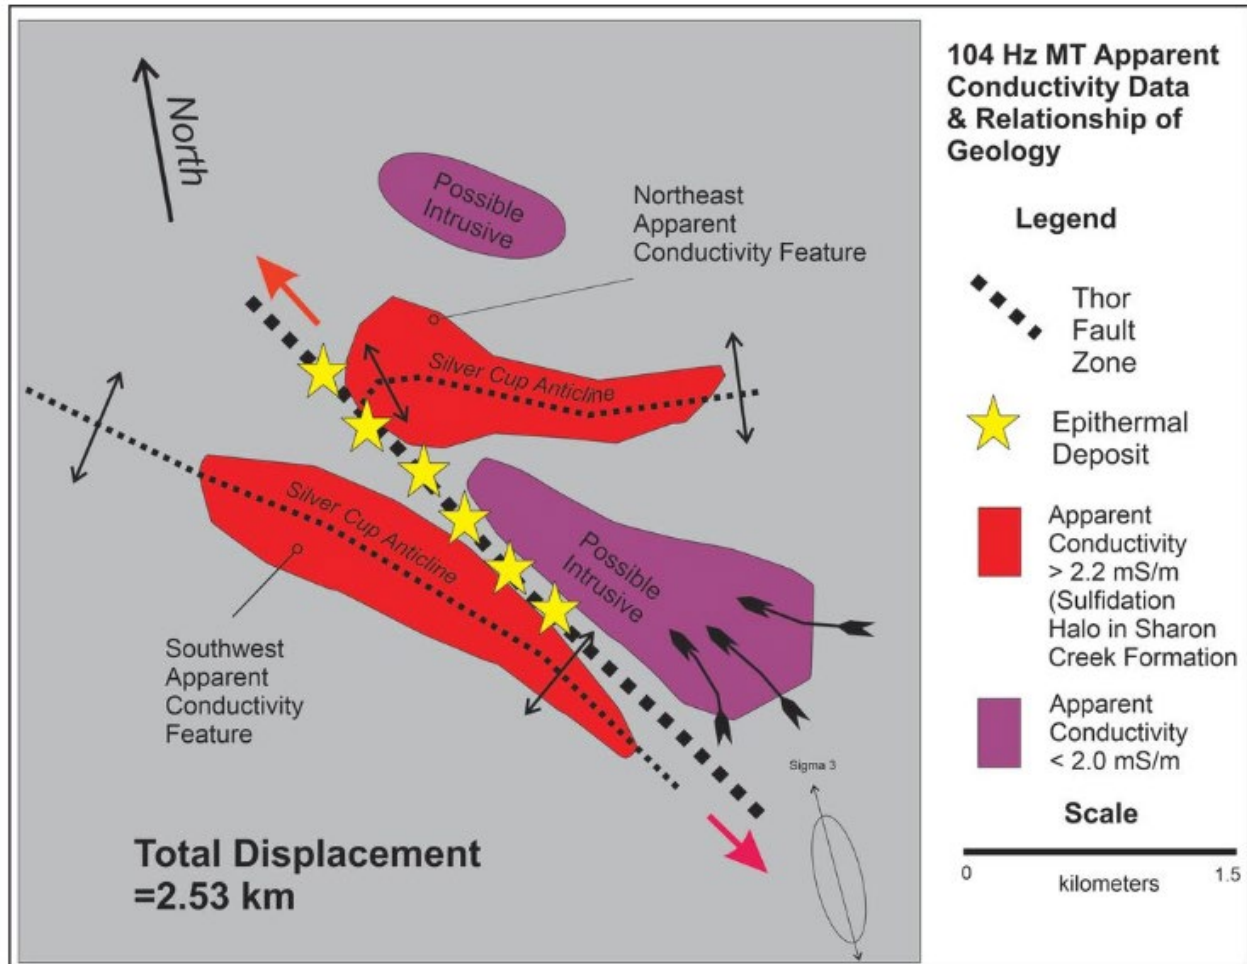 North
Possible
Intrusive
Northeast
Apparent
Conductivity Feature
Silver Cup Anticline
Silver Cup Anticline
Possible
Intrusive
Southwest
Apparent
Conductivity
Feature
Sigma 3
Total Displacement
=2.53 km
104 Hz MT Apparent
Conductivity Data
& Relationship of
Geology
Legend
Thor
Fault
Zone
Epithermal
Deposit
Apparent
Conductivity
> 2.2 mS/m
(Sulfidation
Halo in Sharon
Creek Formation
Apparent
Conductivity
< 2.0 mS/m
Scale
0
kilometers
1.5